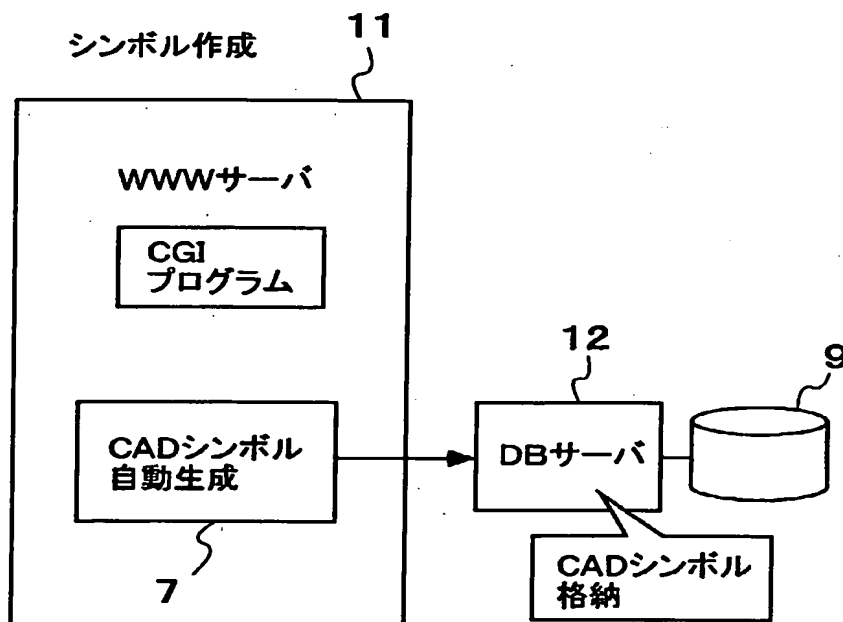 シンボル作成
11
WWWサーバ
CGI
プログラム
12
9
CADシンボル
自動生成
DBサーバ
7
CADシンボル
格納